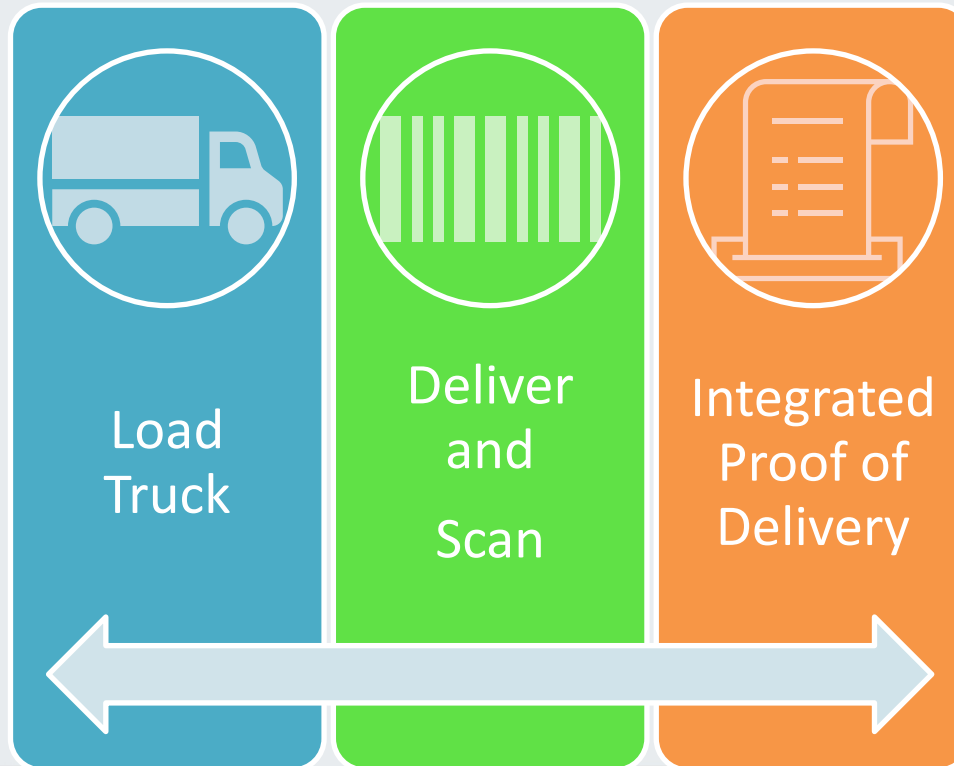 Load
Truck
Deliver
and
Scan
Integrated
Proof of
Delivery